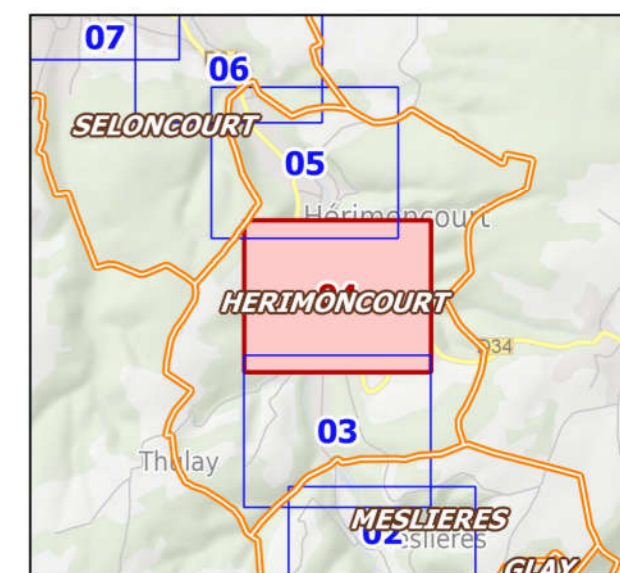 07
06
SELONCOURT
05
Hérimoncourt
HERIMONCOURT
D34
03
Thulay
MESLIERES
02
GLAY